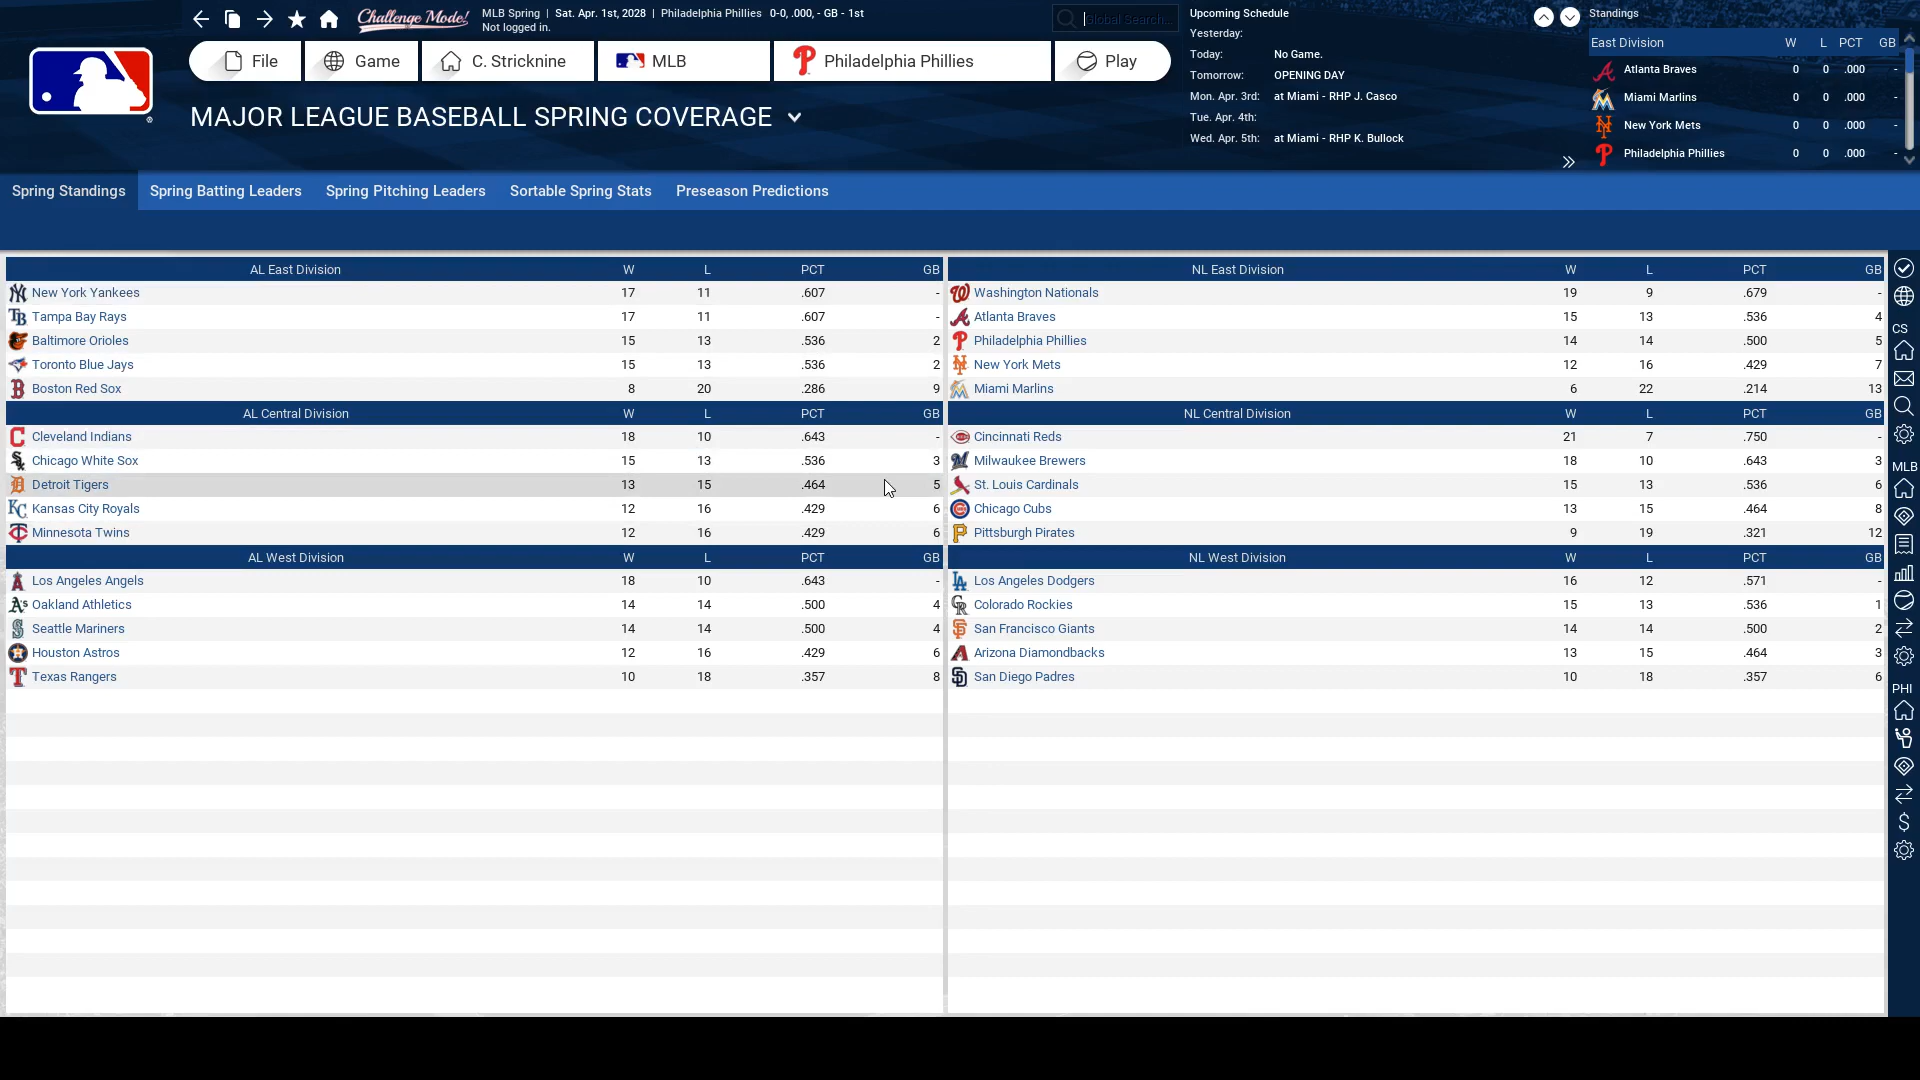 Challenge Mode!
MLB Spring | Sat. Apr. 1st, 2028 | Philadelphia Phillies 0-0, .000, - GB - 1st
Not logged in.
Global Search...
File
Game
C. Stricknine
MLB
Philadelphia Phillies
Play
MAJOR LEAGUE BASEBALL SPRING COVERAGE
Upcoming Schedule
Yesterday:
Today: No Game.
Tomorrow: OPENING DAY
Mon. Apr. 3rd: at Miami - RHP J. Casco
Tue. Apr. 4th:
Wed. Apr. 5th: at Miami - RHP K. Bullock
Standings
East Division W L PCT GB
Atlanta Braves 0 0 .000 -
Miami Marlins 0 0 .000 -
New York Mets 0 0 .000 -
Philadelphia Phillies 0 0 .000 -
Spring Standings Spring Batting Leaders Spring Pitching Leaders Sortable Spring Stats Preseason Predictions
AL East Division W L PCT GB
New York Yankees 17 11 .607 -
Tampa Bay Rays 17 11 .607 -
Baltimore Orioles 15 13 .536 2
Toronto Blue Jays 15 13 .536 2
Boston Red Sox 8 20 .286 9
AL Central Division W L PCT GB
Cleveland Indians 18 10 .643 -
Chicago White Sox 15 13 .536 3
Detroit Tigers 13 15 .464 5
Kansas City Royals 12 16 .429 6
Minnesota Twins 12 16 .429 6
AL West Division W L PCT GB
Los Angeles Angels 18 10 .643 -
Oakland Athletics 14 14 .500 4
Seattle Mariners 14 14 .500 4
Houston Astros 12 16 .429 6
Texas Rangers 10 18 .357 8
NL East Division W L PCT GB
Washington Nationals 19 9 .679 -
Atlanta Braves 15 13 .536 4
Philadelphia Phillies 14 14 .500 5
New York Mets 12 16 .429 7
Miami Marlins 6 22 .214 13
NL Central Division W L PCT GB
Cincinnati Reds 21 7 .750 -
Milwaukee Brewers 18 10 .643 3
St. Louis Cardinals 15 13 .536 6
Chicago Cubs 13 15 .464 8
Pittsburgh Pirates 9 19 .321 12
NL West Division W L PCT GB
Los Angeles Dodgers 16 12 .571 -
Colorado Rockies 15 13 .536 1
San Francisco Giants 14 14 .500 2
Arizona Diamondbacks 13 15 .464 3
San Diego Padres 10 18 .357 6
CS
MLB
PHI